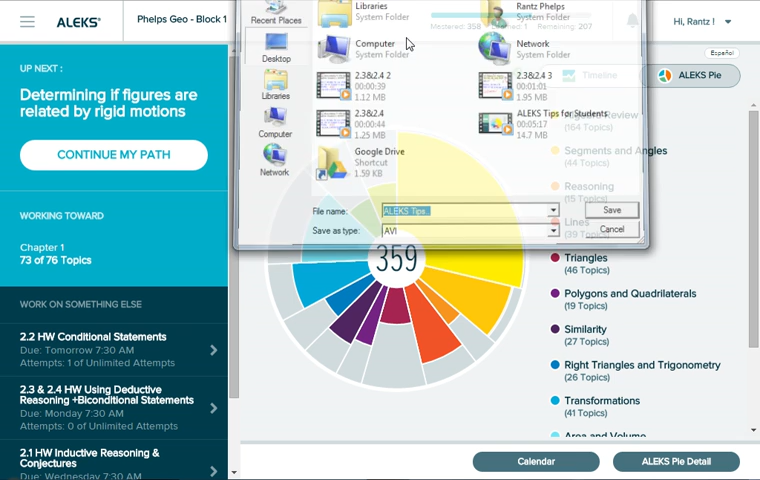 ALEKS®
Phelps Geo - Block 1
Hi, Rantz !
Español
Timeline
ALEKS Pie
UP NEXT :
Determining if figures are
related by rigid motions
CONTINUE MY PATH
WORKING TOWARD
Chapter 1
73 of 76 Topics
WORK ON SOMETHING ELSE
2.2 HW Conditional Statements
Due: Tomorrow 7:30 AM
Attempts: 1 of Unlimited Attempts
2.3 & 2.4 HW Using Deductive
Reasoning +Biconditional Statements
Due: Monday 7:30 AM
Attempts: 0 of Unlimited Attempts
2.1 HW Inductive Reasoning &
Conjectures
Due: Wednesday 7:30 AM
Recent Places
Desktop
Libraries
Computer
Network
Libraries
System Folder
Rantz Phelps
System Folder
Mastered: 358
Remaining: 207
Computer
System Folder
Network
System Folder
2.3&2.4 2
00:00:39
1.12 MB
2.3&2.4 3
00:01:01
1.95 MB
2.3&2.4
00:00:44
1.25 MB
ALEKS Tips for Students
00:05:17
14.7 MB
Google Drive
Shortcut
1.59 KB
File name:
ALEKS Tips
Save
Save as type:
AVI
Cancel
359
Review
(164 Topics)
Segments and Angles
(44 Topics)
Reasoning
(15 Topics)
Lines
(39 Topics)
Triangles
(46 Topics)
Polygons and Quadrilaterals
(19 Topics)
Similarity
(27 Topics)
Right Triangles and Trigonometry
(26 Topics)
Transformations
(41 Topics)
Area and Volume
Calendar
ALEKS Pie Detail